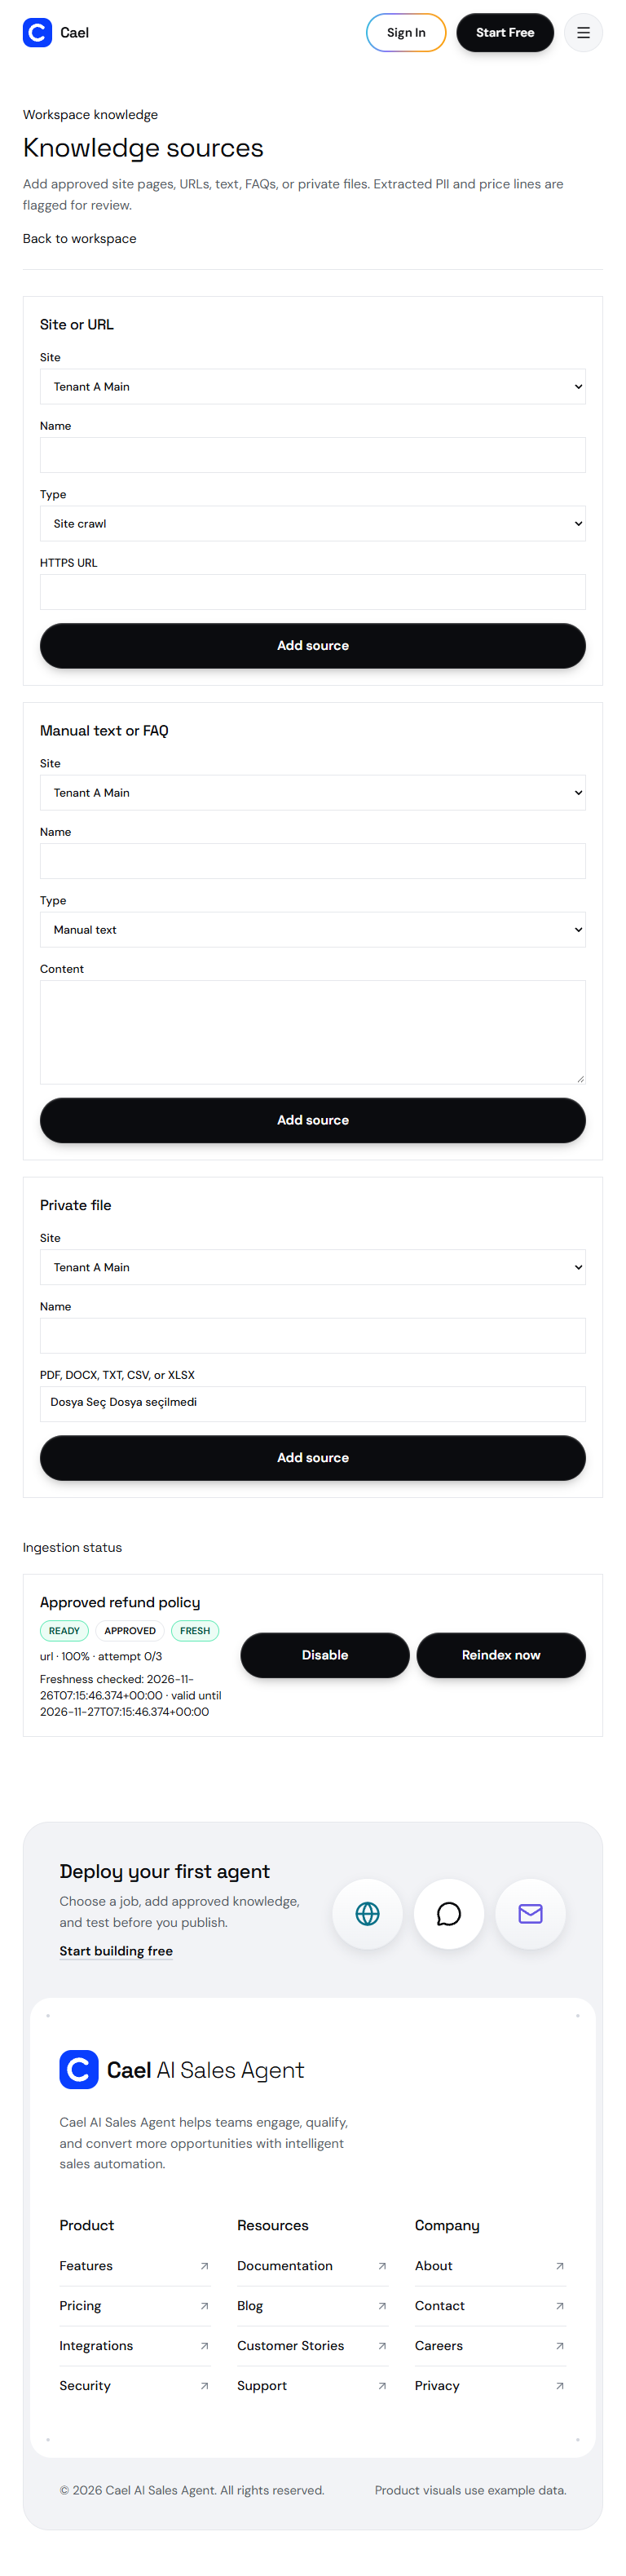 Cael
Sign In
Start Free
Workspace knowledge
Knowledge sources
Add approved site pages, URLs, text, FAQs, or private files. Extracted PII and price lines are
flagged for review.
Back to workspace
Site or URL
Site
Tenant A Main
Name
Type
Site crawl
HTTPS URL
Add source
Manual text or FAQ
Site
Tenant A Main
Name
Type
Manual text
Content
Add source
Private file
Site
Tenant A Main
Name
PDF, DOCX, TXT, CSV, or XLSX
Dosya Seç Dosya seçilmedi
Add source
Ingestion status
Approved refund policy
READY APPROVED FRESH
url · 100% · attempt 0/3
Freshness checked: 2026-11-
26T07:15:46.374+00:00 · valid until
2026-11-27T07:15:46.374+00:00
Disable
Reindex now
Deploy your first agent
Choose a job, add approved knowledge,
and test before you publish.
Start building free
Cael AI Sales Agent
Cael AI Sales Agent helps teams engage, qualify,
and convert more opportunities with intelligent
sales automation.
Product
Features
Pricing
Integrations
Security
Resources
Documentation
Blog
Customer Stories
Support
Company
About
Contact
Careers
Privacy
© 2026 Cael AI Sales Agent. All rights reserved.
Product visuals use example data.